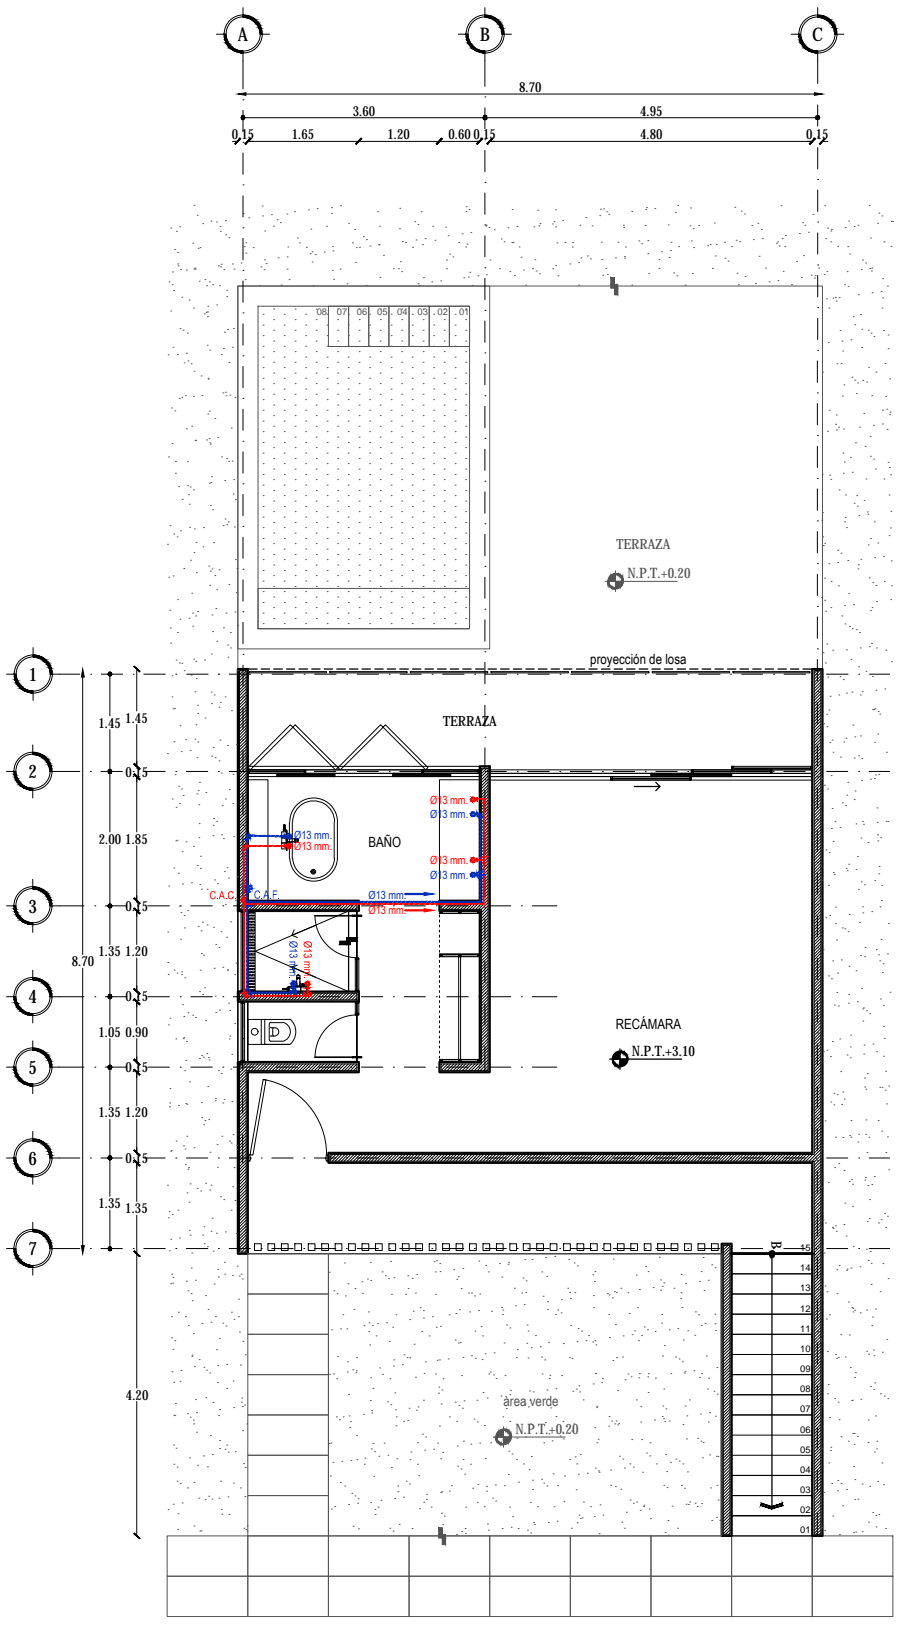 A B C
8.70
3.60 4.95
0.15 1.65 1.20 0.60 0.15 4.80 0.15
08 07 06 05 04 03 02 01
TERRAZA
N.P.T.+0.20
proyección de losa
1
1.45 1.45
TERRAZA
2
0.15
Ø13 mm.
Ø13 mm.
2.00 1.85
Ø13 mm.
Ø13 mm.
BAÑO
Ø13 mm.
Ø13 mm.
C.A.C. C.A.F.
Ø13 mm.
3
0.15
Ø13 mm.
8.70
1.35 1.20
Ø13 mm.
Ø13 mm.
4
0.15
1.05 0.90
RECÁMARA
N.P.T.+3.10
5
0.15
1.35 1.20
6
0.15
1.35 1.35
7
B
15
14
13
12
11
10
09
08
07
06
05
04
03
02
01
4.20
área verde
N.P.T.+0.20